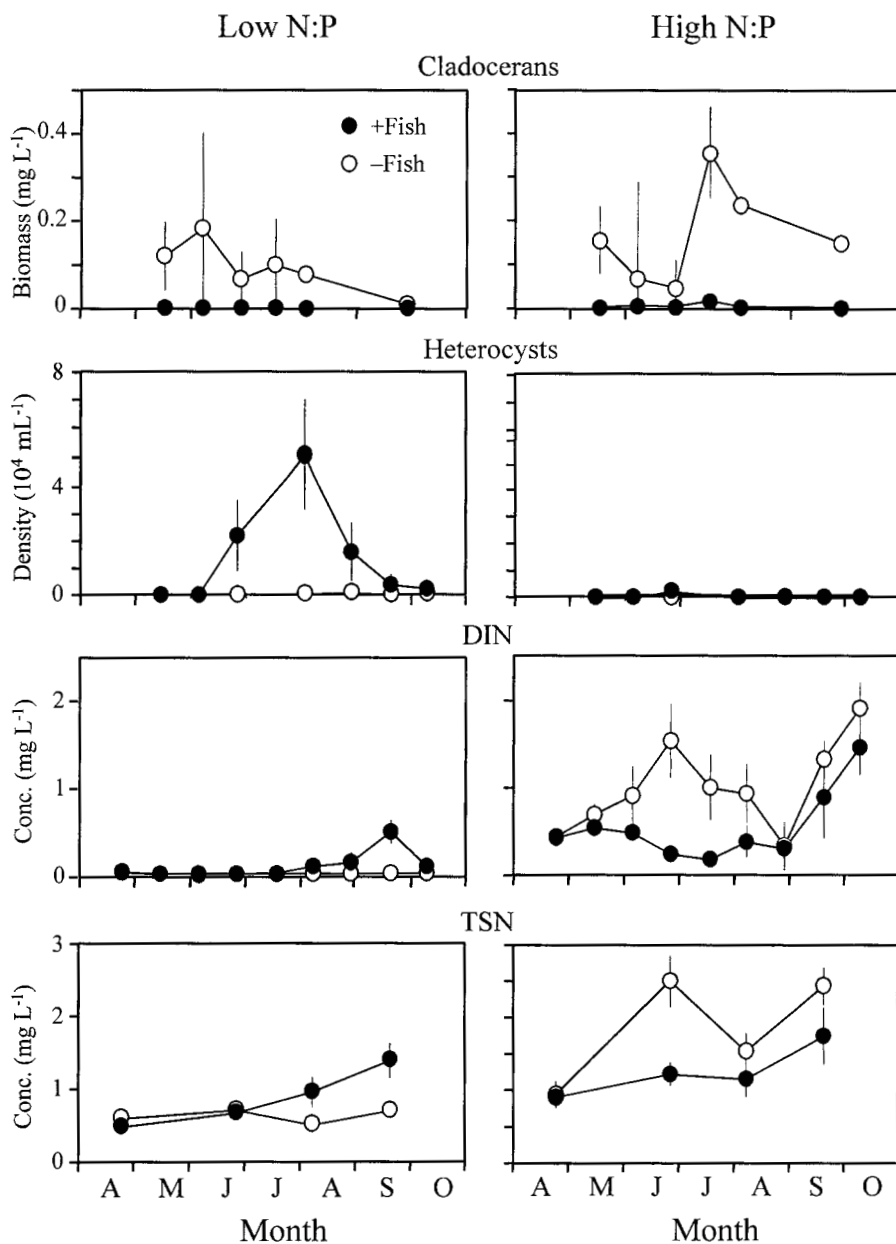 Low N:P High N:P
Cladocerans
Biomass (mg L-1)
0.4
0.2
0
+Fish
–Fish
Heterocysts
Density (10⁴ mL-1)
8
4
0
DIN
Conc. (mg L-1)
2
1
0
TSN
Conc. (mg L-1)
3
2
1
0
A M J J A S O
A M J J A S O
Month Month